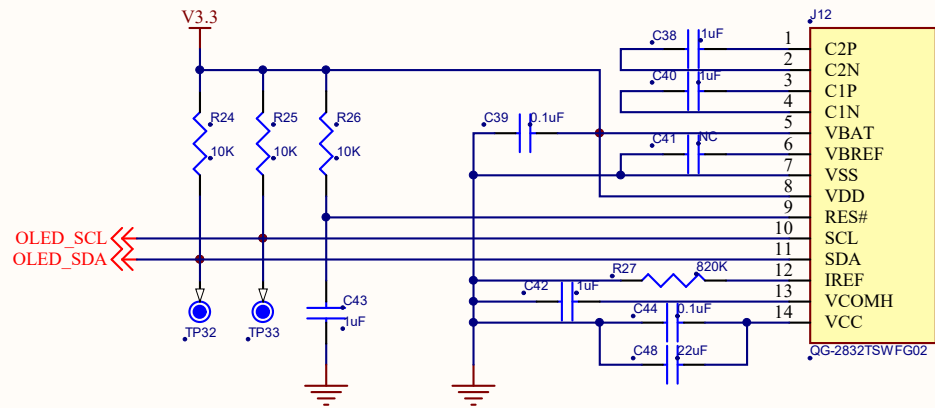 V3.3
J12
C38 1uF
1 C2P
2 C2N
C40 1uF
3 C1P
4 C1N
R24 R25 R26 C39 0.1uF
5 VBAT
10K 10K 10K C41 NC
6 VBREF
7 VSS
8 VDD
9 RES#
OLED_SCL 10 SCL
OLED_SDA 11 SDA
R27 820K 12 IREF
C42 1uF 13 VCOMH
C43 C44 0.1uF 14 VCC
1uF
TP32 TP33 C48 22uF QG-2832TSWFG02